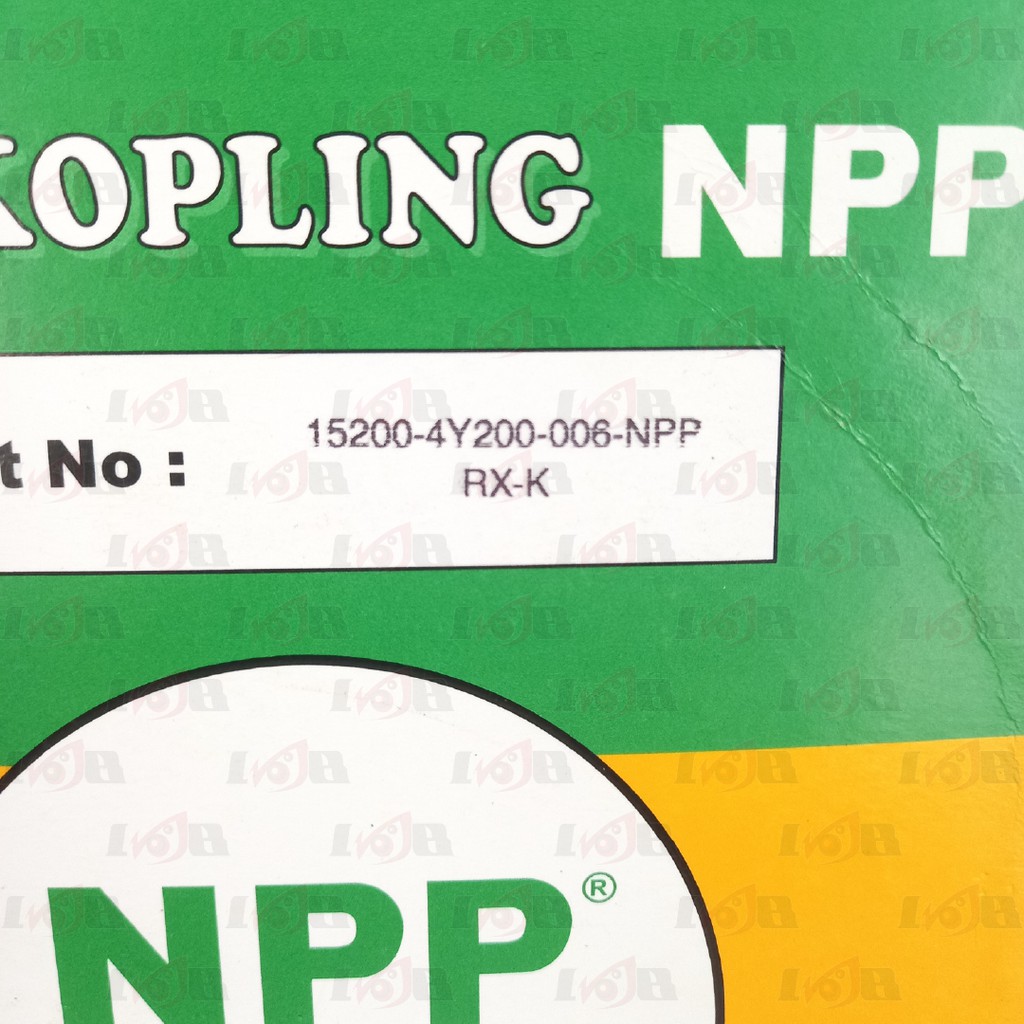 KOPLING NPP
t No : 15200-4Y200-006-NPP
RX-K
NPP®